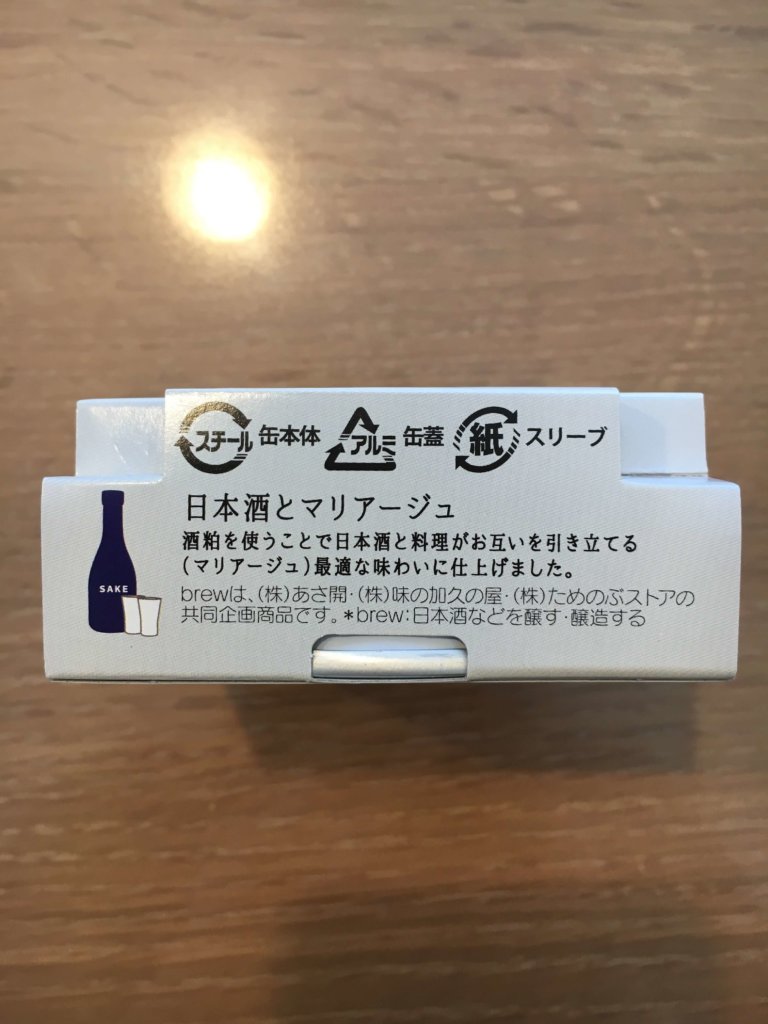 スチール 缶本体 アルミ 缶蓋 紙 スリーブ
日本酒とマリアージュ
酒粕を使うことで日本酒と料理がお互いを引き立てる
(マリアージュ)最適な味わいに仕上げました。
brewは、(株)あさ開・(株)味の加久の屋・(株)ためのぶストアの
共同企画商品です。*brew:日本酒などを醸す・醸造する
SAKE